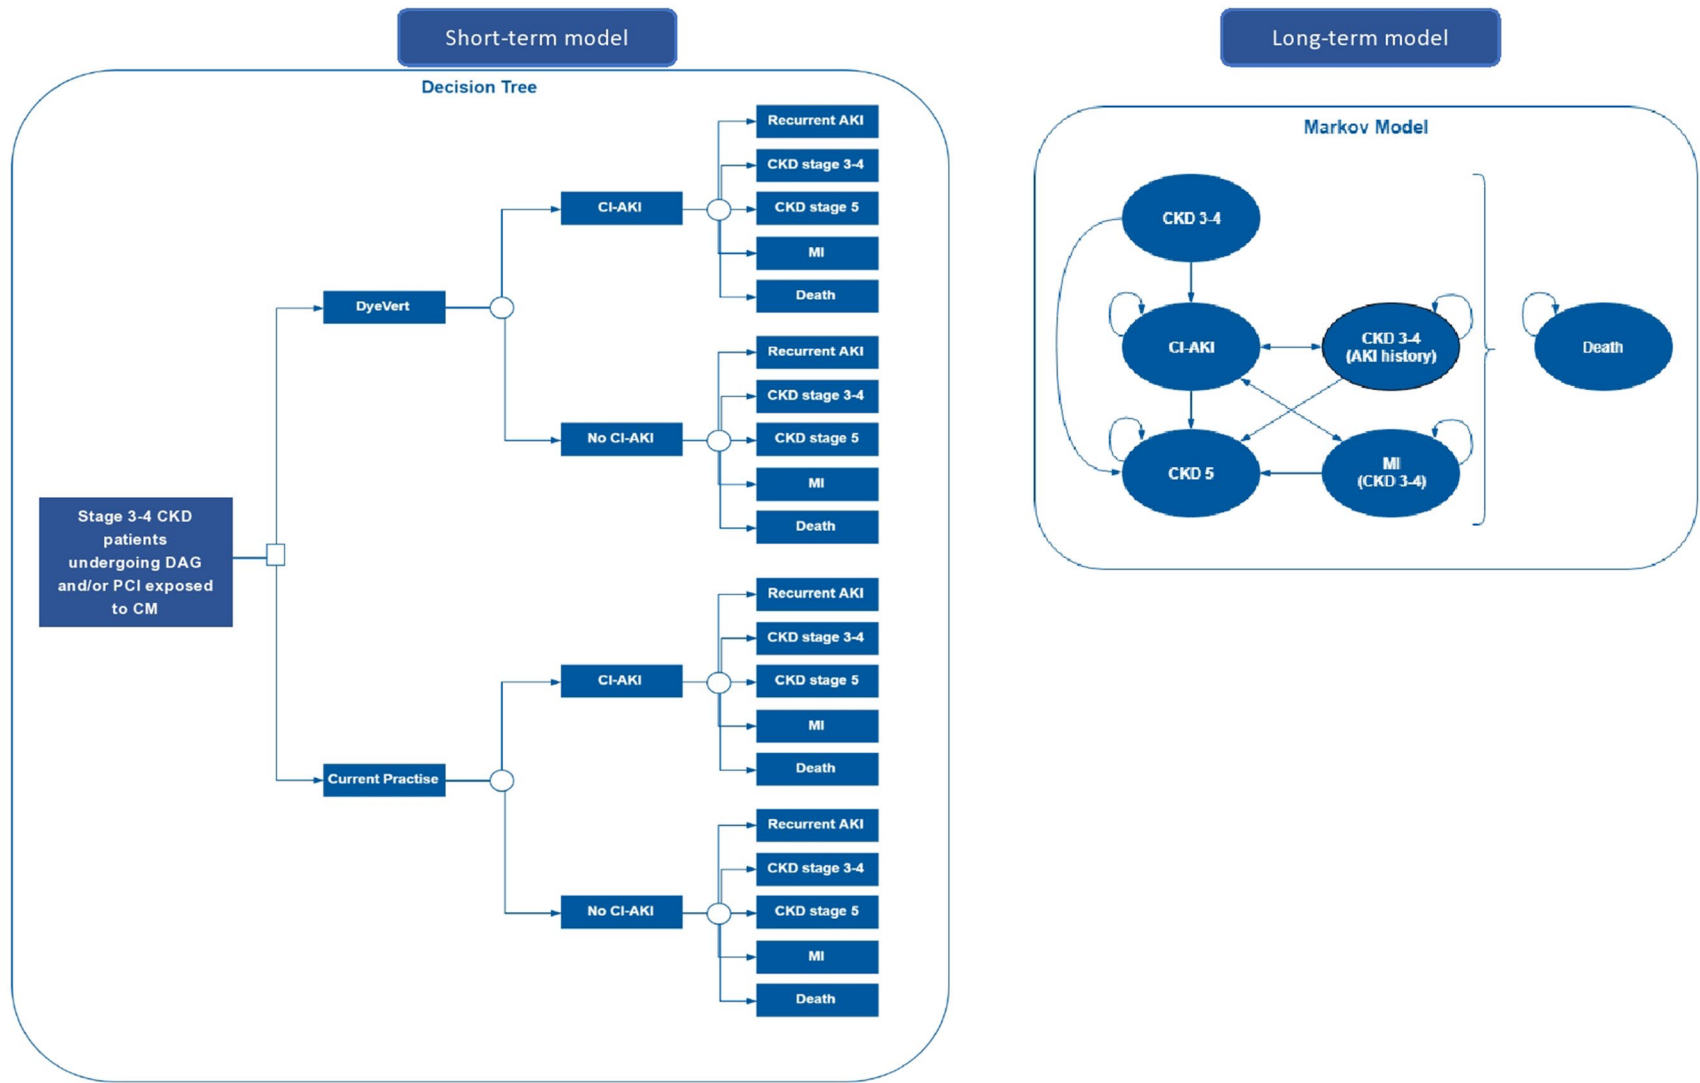 Short-term model
Long-term model
Decision Tree
Stage 3-4 CKD
patients
undergoing DAG
and/or PCI exposed
to CM
DyeVert
CI-AKI
Recurrent AKI
CKD stage 3-4
CKD stage 5
MI
Death
No CI-AKI
Recurrent AKI
CKD stage 3-4
CKD stage 5
MI
Death
Current Practise
CI-AKI
Recurrent AKI
CKD stage 3-4
CKD stage 5
MI
Death
No CI-AKI
Recurrent AKI
CKD stage 3-4
CKD stage 5
MI
Death
Markov Model
CKD 3-4
CI-AKI
CKD 3-4
(AKI history)
CKD 5
MI
(CKD 3-4)
Death